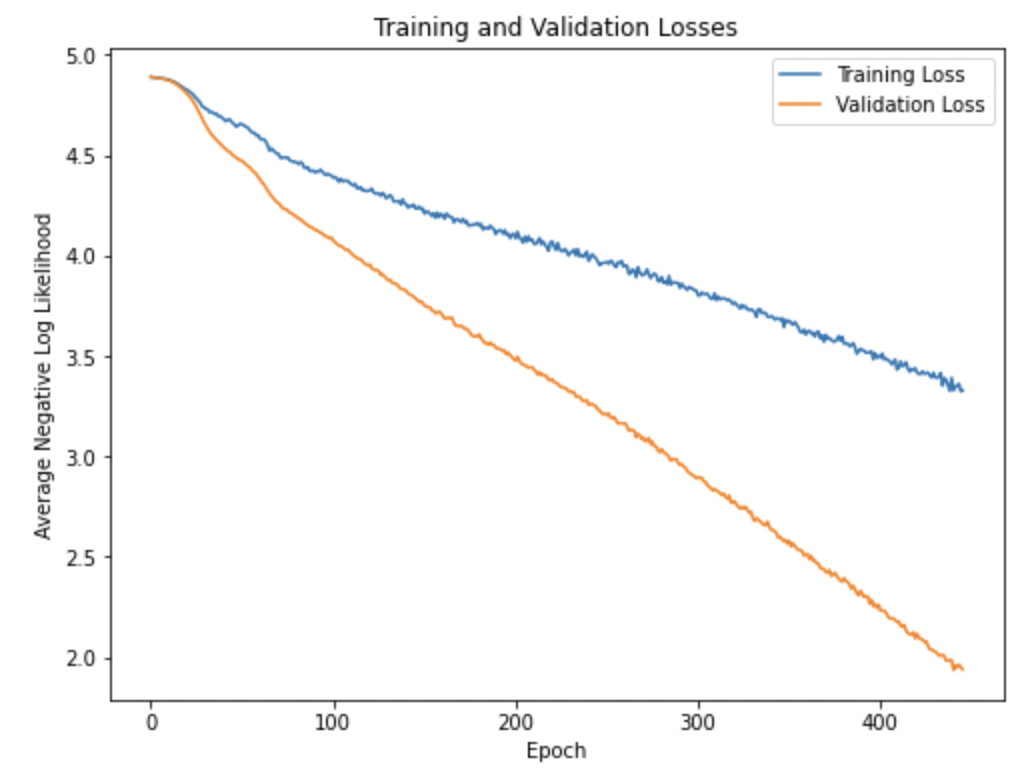 Training and Validation Losses
Training Loss
Validation Loss
Average Negative Log Likelihood
5.0
4.5
4.0
3.5
3.0
2.5
2.0
0 100 200 300 400
Epoch